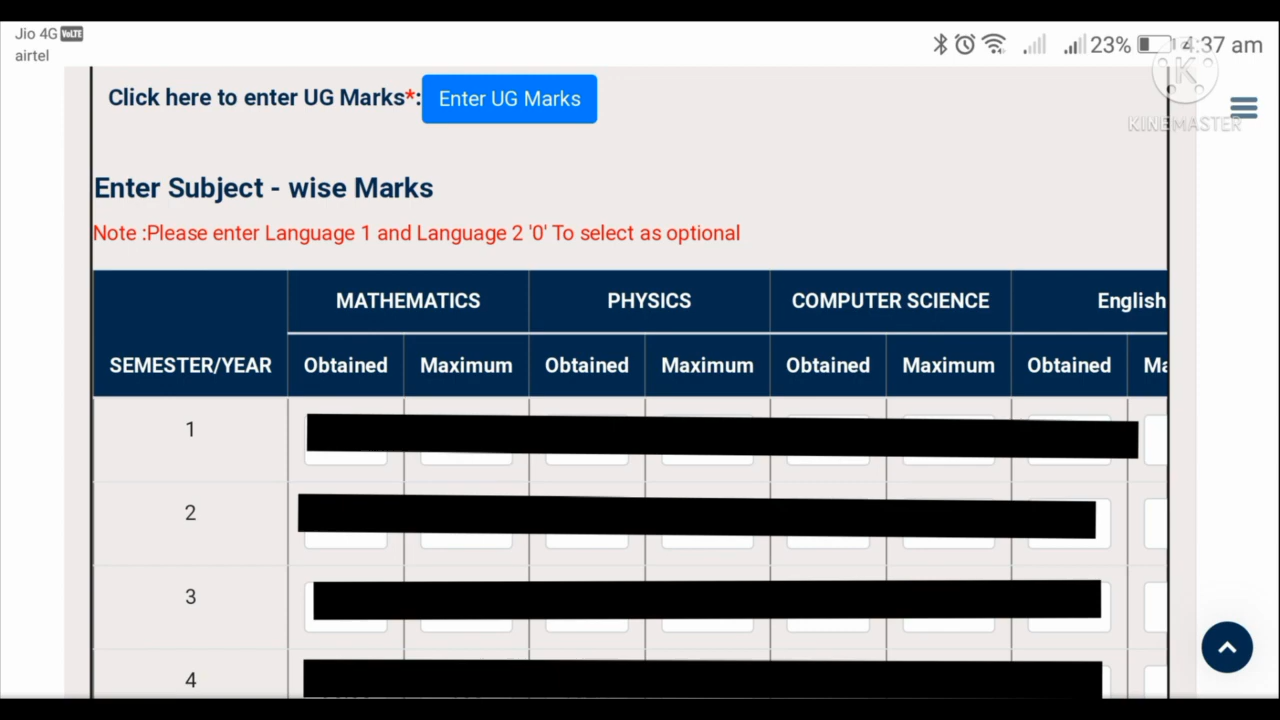 Jio 4G VoLTE
airtel
23% 4:37 am
K
KINEMASTER
Click here to enter UG Marks*: Enter UG Marks
Enter Subject - wise Marks
Note :Please enter Language 1 and Language 2 '0' To select as optional
MATHEMATICS PHYSICS COMPUTER SCIENCE English
SEMESTER/YEAR Obtained Maximum Obtained Maximum Obtained Maximum Obtained
1
2
3
4